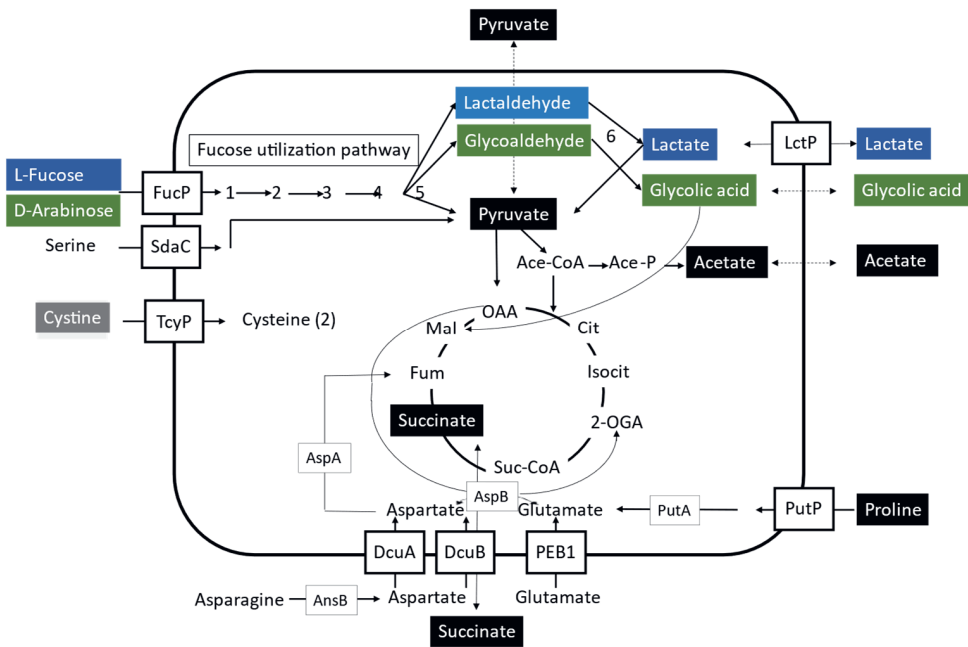 Pyruvate
Lactaldehyde
Glycoaldehyde
6
Lactate
LctP
Lactate
Fucose utilization pathway
L-Fucose
D-Arabinose
FucP
1
2
3
4
5
Glycolic acid
Glycolic acid
Pyruvate
Serine
SdaC
Ace-CoA
Ace-P
Acetate
Acetate
Cystine
TcyP
Cysteine (2)
OAA
Mal
Cit
Fum
Isocit
Succinate
2-OGA
AspA
Suc-CoA
AspB
Aspartate
Glutamate
PutA
PutP
Proline
DcuA
DcuB
PEB1
Asparagine
AnsB
Aspartate
Glutamate
Succinate